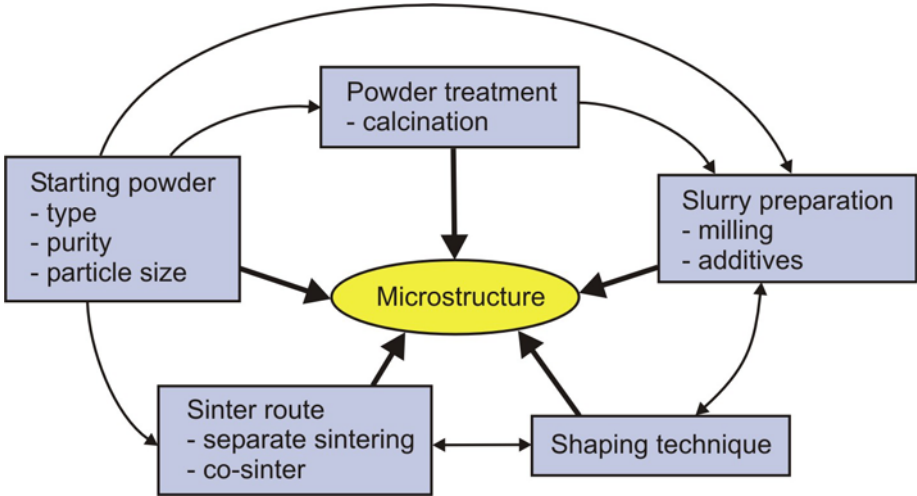 Powder treatment
- calcination
Starting powder
- type
- purity
- particle size
Slurry preparation
- milling
- additives
Microstructure
Sinter route
- separate sintering
- co-sinter
Shaping technique